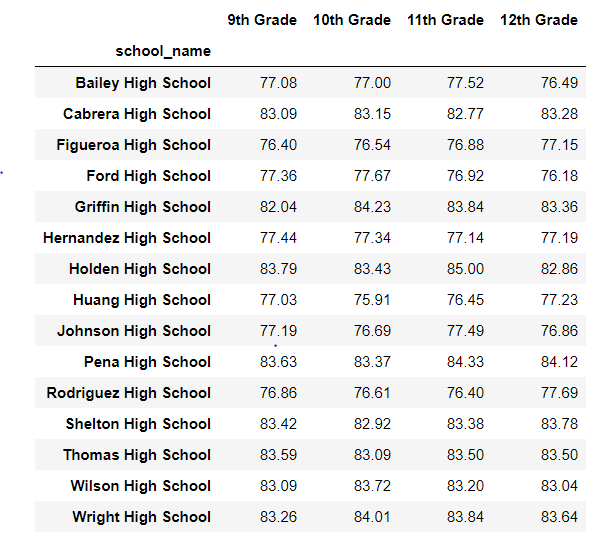 9th Grade 10th Grade 11th Grade 12th Grade
school_name
Bailey High School 77.08 77.00 77.52 76.49
Cabrera High School 83.09 83.15 82.77 83.28
Figueroa High School 76.40 76.54 76.88 77.15
Ford High School 77.36 77.67 76.92 76.18
Griffin High School 82.04 84.23 83.84 83.36
Hernandez High School 77.44 77.34 77.14 77.19
Holden High School 83.79 83.43 85.00 82.86
Huang High School 77.03 75.91 76.45 77.23
Johnson High School 77.19 76.69 77.49 76.86
Pena High School 83.63 83.37 84.33 84.12
Rodriguez High School 76.86 76.61 76.40 77.69
Shelton High School 83.42 82.92 83.38 83.78
Thomas High School 83.59 83.09 83.50 83.50
Wilson High School 83.09 83.72 83.20 83.04
Wright High School 83.26 84.01 83.84 83.64